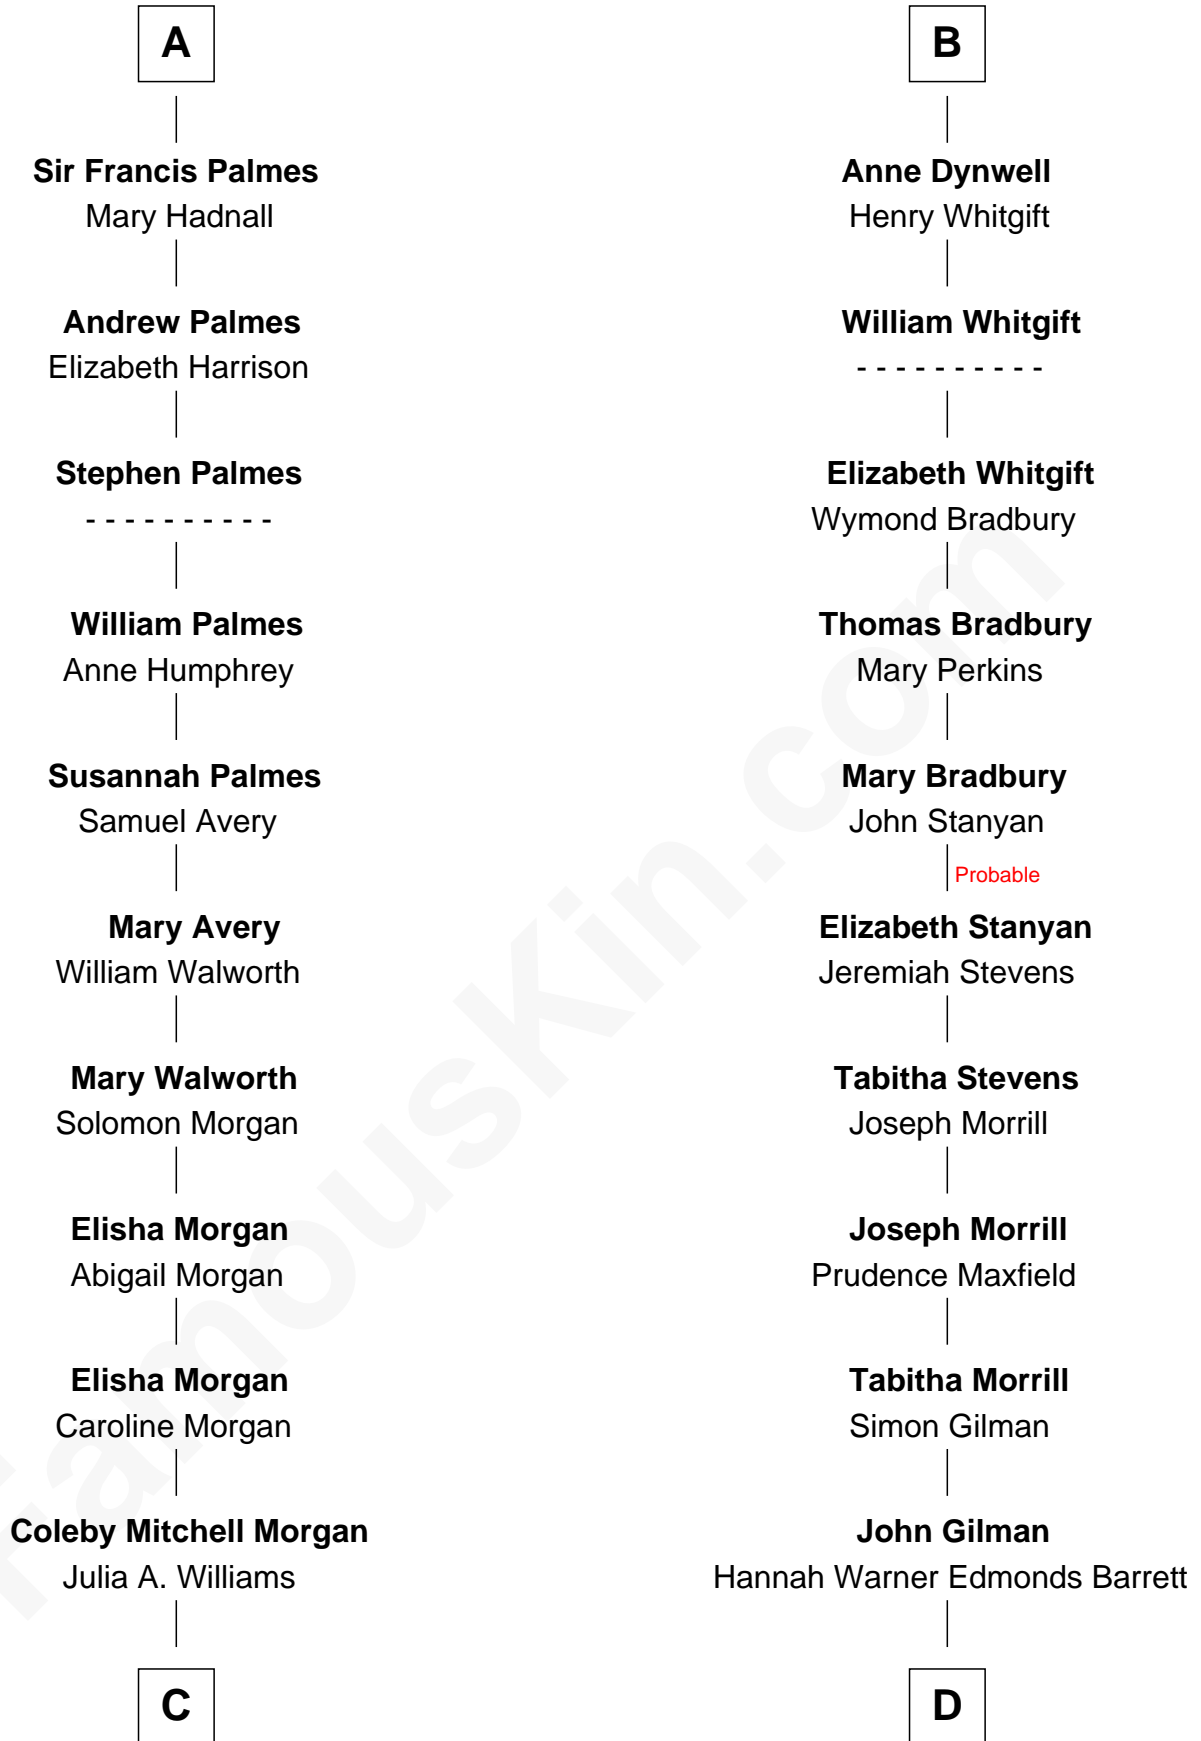 A
Sir Francis Palmes
Mary Hadnall
Andrew Palmes
Elizabeth Harrison
Stephen Palmes
- - - - - - - - - -
William Palmes
Anne Humphrey
Susannah Palmes
Samuel Avery
Mary Avery
William Walworth
Mary Walworth
Solomon Morgan
Elisha Morgan
Abigail Morgan
Elisha Morgan
Caroline Morgan
Coleby Mitchell Morgan
Julia A. Williams
C
B
Anne Dynwell
Henry Whitgift
William Whitgift
- - - - - - - - - -
Elizabeth Whitgift
Wymond Bradbury
Thomas Bradbury
Mary Perkins
Mary Bradbury
John Stanyan
Probable
Elizabeth Stanyan
Jeremiah Stevens
Tabitha Stevens
Joseph Morrill
Joseph Morrill
Prudence Maxfield
Tabitha Morrill
Simon Gilman
John Gilman
Hannah Warner Edmonds Barrett
D
FamousKin.com